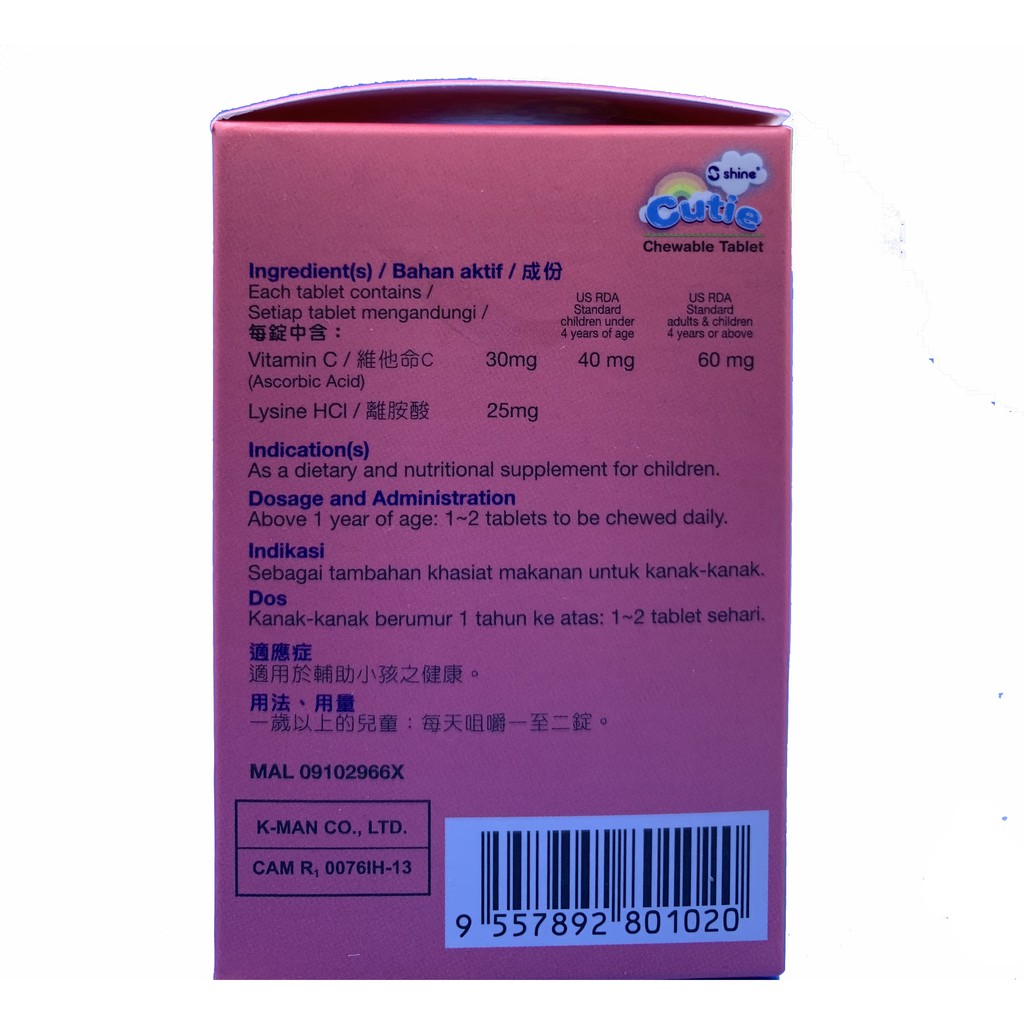 S shine®
Cutie
Chewable Tablet
Ingredient(s) / Bahan aktif / 成份
Each tablet contains /
Setiap tablet mengandungi /
每錠中含：
US RDA
Standard
children under
4 years of age
US RDA
Standard
adults & children
4 years or above
Vitamin C / 維他命C 30mg 40 mg 60 mg
(Ascorbic Acid)
Lysine HCl / 離胺酸 25mg
Indication(s)
As a dietary and nutritional supplement for children.
Dosage and Administration
Above 1 year of age: 1~2 tablets to be chewed daily.
Indikasi
Sebagai tambahan khasiat makanan untuk kanak-kanak.
Dos
Kanak-kanak berumur 1 tahun ke atas: 1~2 tablet sehari.
適應症
適用於輔助小孩之健康。
用法、用量
一歲以上的兒童：每天咀嚼一至二錠。
MAL 09102966X
K-MAN CO., LTD.
CAM R₁ 0076IH-13
9 557892 801020